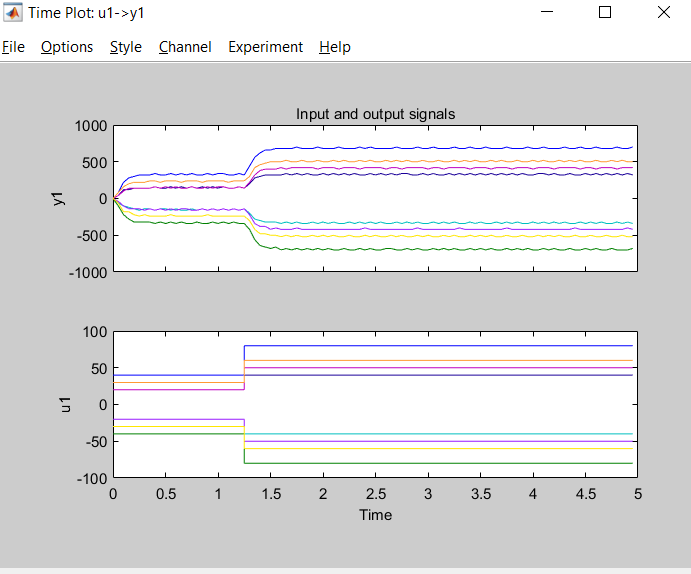 Time Plot: u1->y1
File Options Style Channel Experiment Help
Input and output signals
1000
500
0
-500
-1000
y1
100
50
0
-50
-100
u1
0 0.5 1 1.5 2 2.5 3 3.5 4 4.5 5
Time